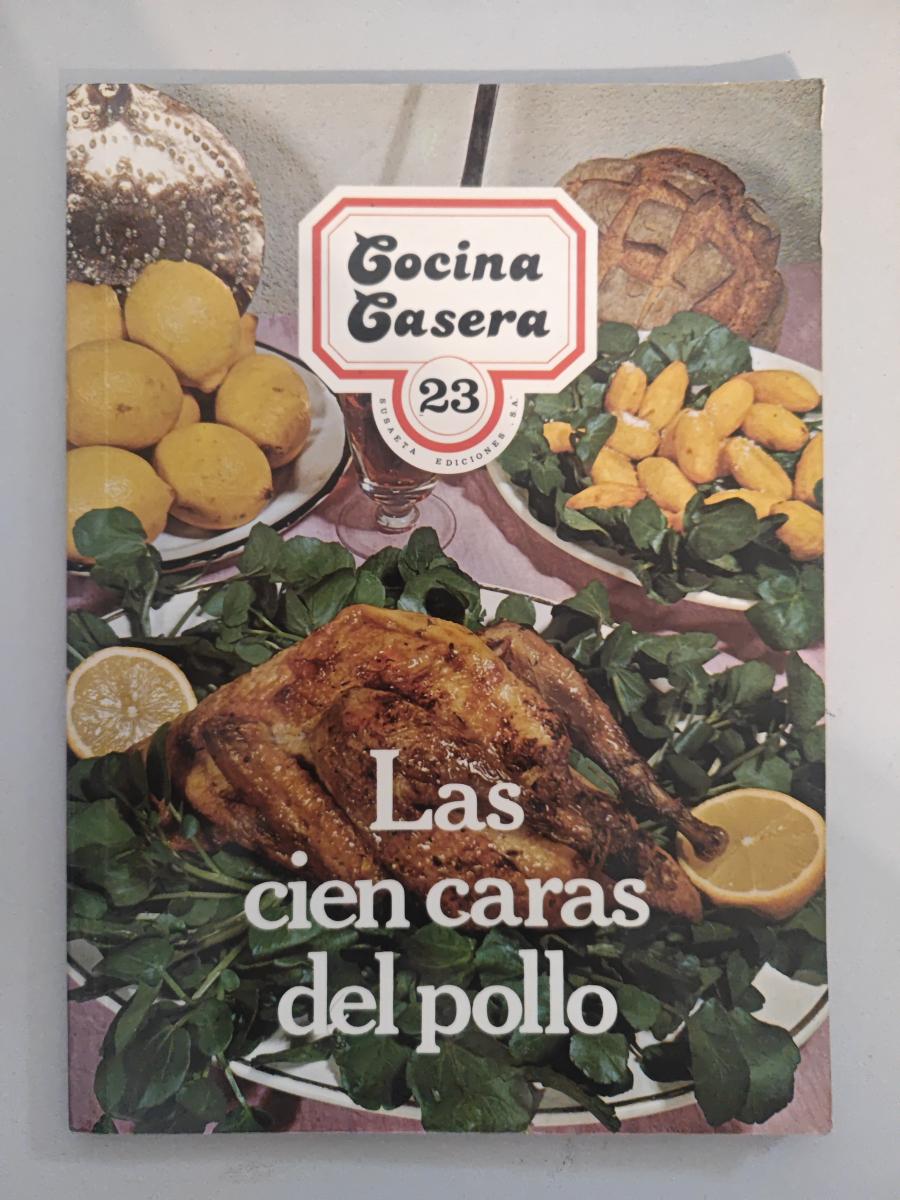 Cocina
Casera
23
SUSAETA EDICIONES .S.A.
Las
cien caras
del pollo